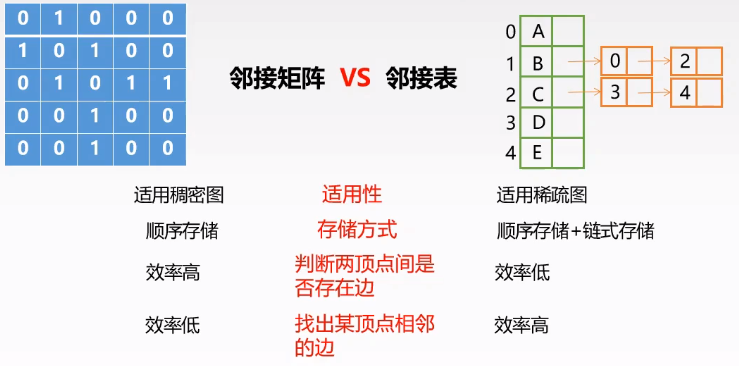 0 1 0 0 0
1 0 1 0 0
0 1 0 1 1
0 0 1 0 0
0 0 1 0 0
邻接矩阵 VS 邻接表
0 A
1 B 0 2
2 C 3 4
3 D
4 E
适用稠密图 适用性 适用稀疏图
顺序存储 存储方式 顺序存储+链式存储
效率高 判断两顶点间是 效率低
否存在边
效率低 找出某顶点相邻 效率高
的边